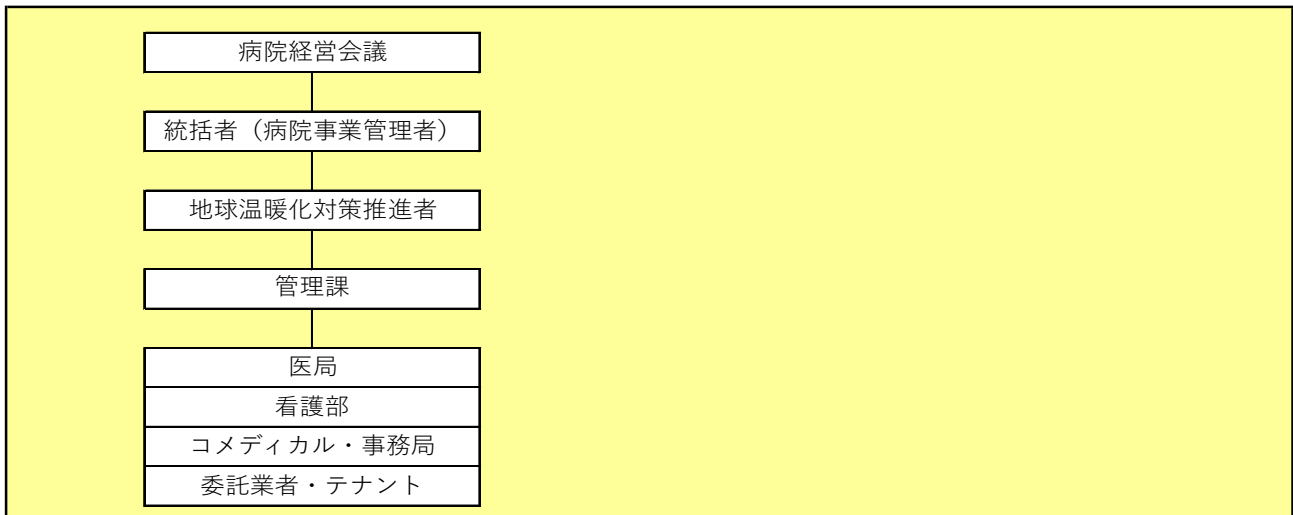 病院経営会議
統括者（病院事業管理者）
地球温暖化対策推進者
管理課
医局
看護部
コメディカル・事務局
委託業者・テナント